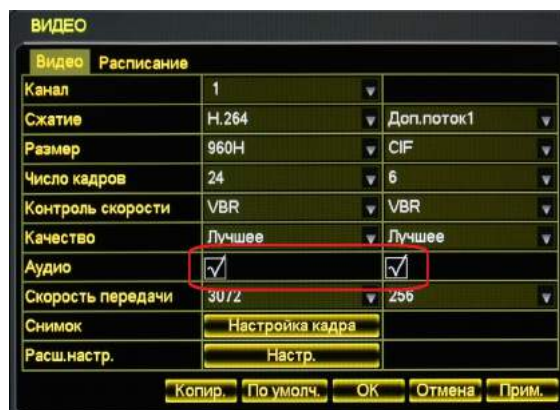 ВИДЕО
Видео Расписание
Канал 1
Сжатие H.264 Доп.поток1
Размер 960H CIF
Число кадров 24 6
Контроль скорости VBR VBR
Качество Лучшее Лучшее
Аудио
Скорость передачи 3072 256
Снимок Настройка кадра
Расш.настр. Настр.
Копир. По умолч. OK Отмена Прим.